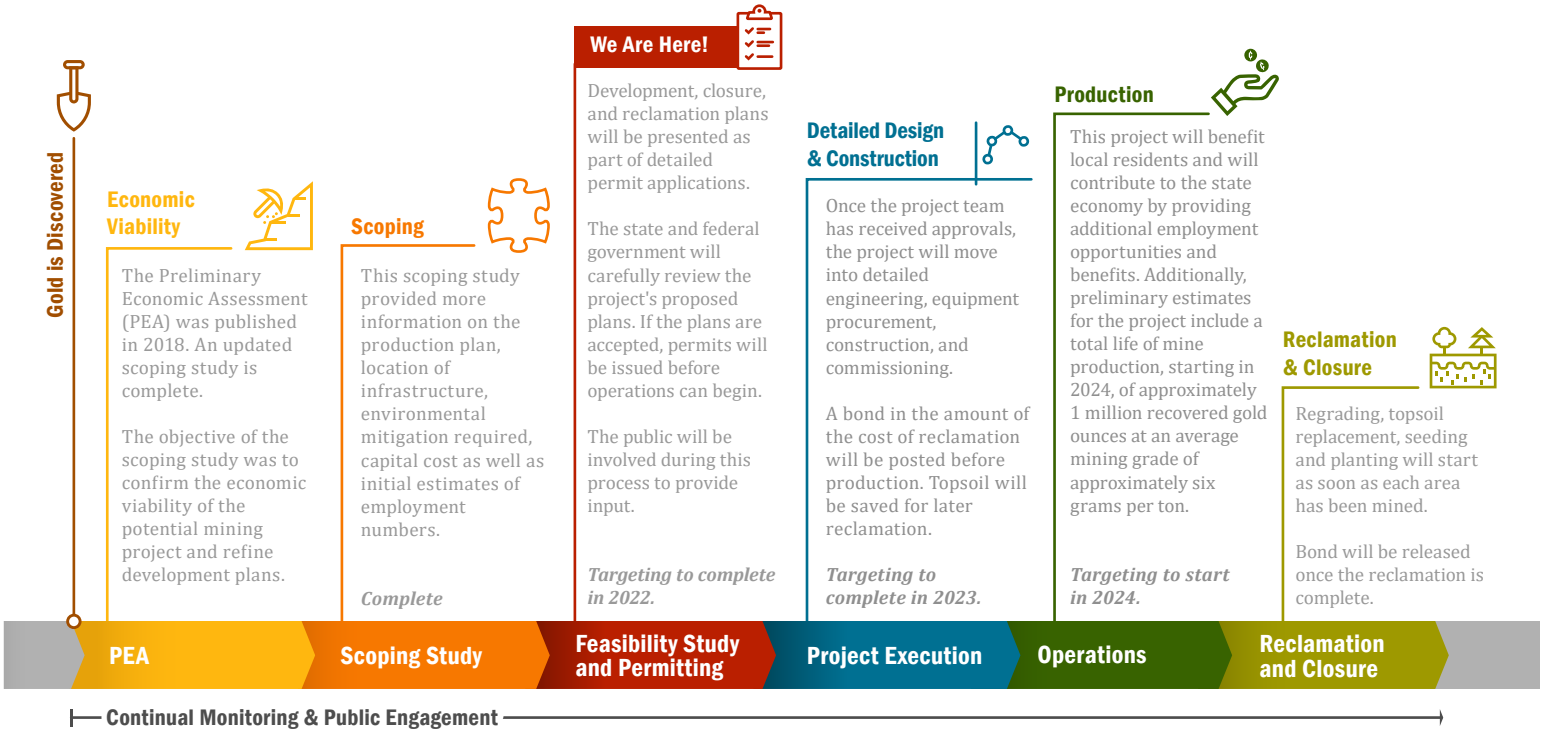 Gold is Discovered
Economic
Viability
The Preliminary
Economic Assessment
(PEA) was published
in 2018. An updated
scoping study is
complete.
The objective of the
scoping study was to
confirm the economic
viability of the
potential mining
project and refine
development plans.
Scoping
This scoping study
provided more
information on the
production plan,
location of
infrastructure,
environmental
mitigation required,
capital cost as well as
initial estimates of
employment
numbers.
Complete
We Are Here!
Development, closure,
and reclamation plans
will be presented as
part of detailed
permit applications.
The state and federal
government will
carefully review the
project's proposed
plans. If the plans are
accepted, permits will
be issued before
operations can begin.
The public will be
involved during this
process to provide
input.
Targeting to complete
in 2022.
Detailed Design
& Construction
Once the project team
has received approvals,
the project will move
into detailed
engineering, equipment
procurement,
construction, and
commissioning.
A bond in the amount of
the cost of reclamation
will be posted before
production. Topsoil will
be saved for later
reclamation.
Targeting to
complete in 2023.
Production
This project will benefit
local residents and will
contribute to the state
economy by providing
additional employment
opportunities and
benefits. Additionally,
preliminary estimates
for the project include a
total life of mine
production, starting in
2024, of approximately
1 million recovered gold
ounces at an average
mining grade of
approximately six
grams per ton.
Targeting to start
in 2024.
Reclamation
& Closure
Regrading, topsoil
replacement, seeding
and planting will start
as soon as each area
has been mined.
Bond will be released
once the reclamation is
complete.
PEA
Scoping Study
Feasibility Study
and Permitting
Project Execution
Operations
Reclamation
and Closure
Continual Monitoring & Public Engagement